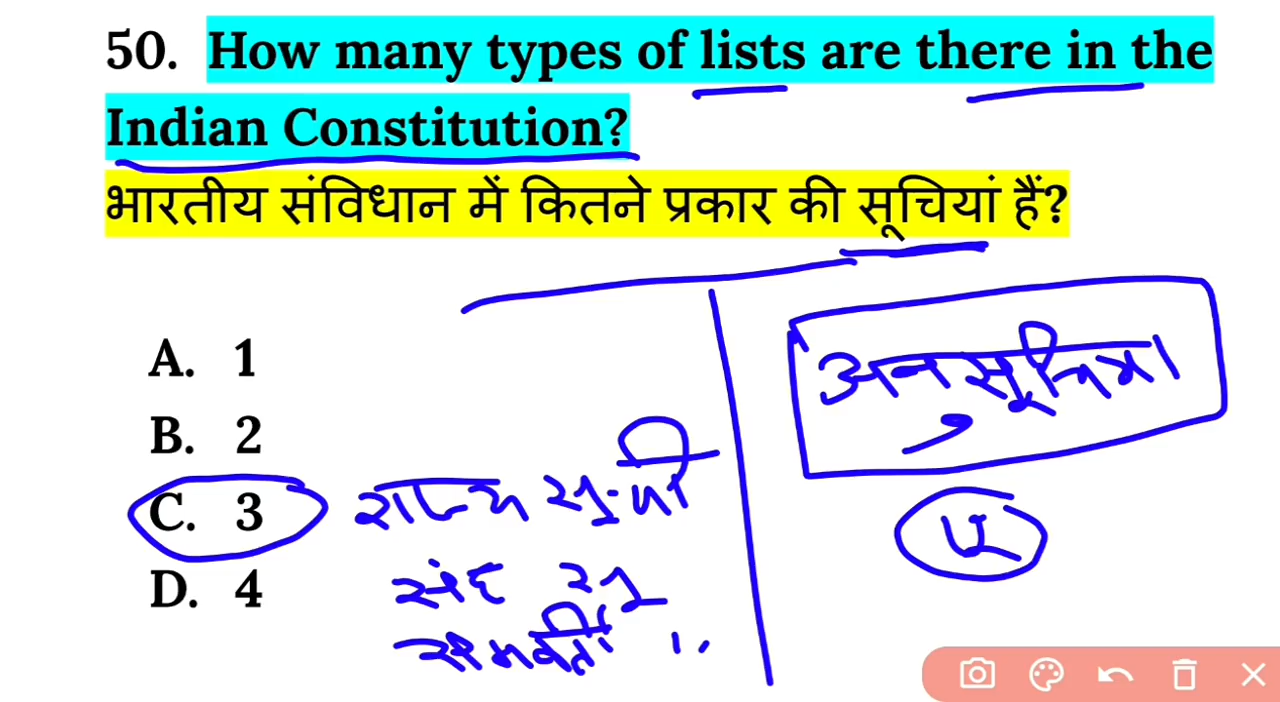 50. How many types of lists are there in the
Indian Constitution?
भारतीय संविधान में कितने प्रकार की सूचियां हैं?
A. 1
B. 2
C. 3
D. 4
राज्य सूची
संघ सू
समवर्ती ''
अनुसूचियां